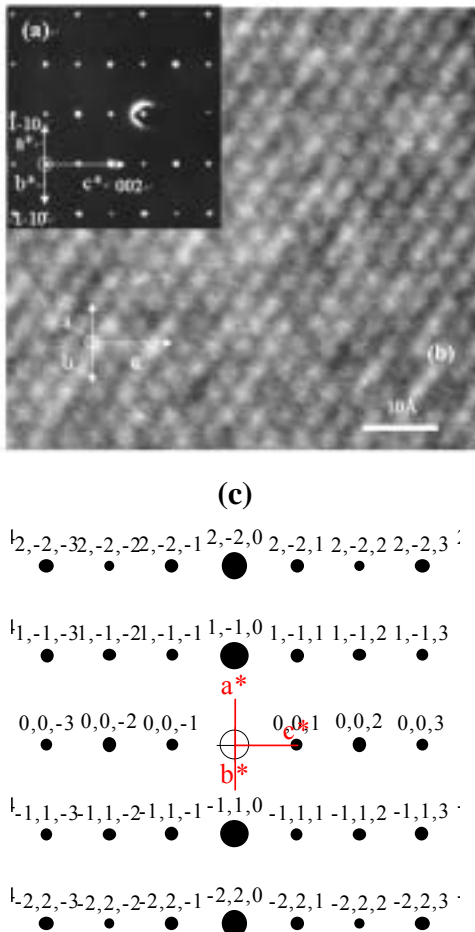 (a)
1-10
a*
b*
c* 002
1-10
(b)
10Å
(c)
2,-2,-3 2,-2,-2 2,-2,-1 2,-2,0 2,-2,1 2,-2,2 2,-2,3
1,-1,-3 1,-1,-2 1,-1,-1 1,-1,0 1,-1,1 1,-1,2 1,-1,3
a*
0,0,-3 0,0,-2 0,0,-1 0,0,1 0,0,2 0,0,3
c*
b*
-1,1,-3 -1,1,-2 -1,1,-1 -1,1,0 -1,1,1 -1,1,2 -1,1,3
-2,2,-3 -2,2,-2 -2,2,-1 -2,2,0 -2,2,1 -2,2,2 -2,2,3